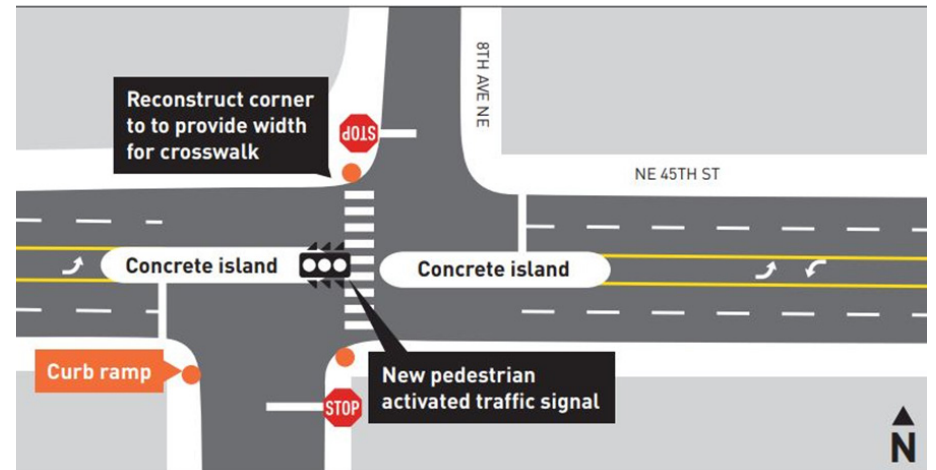 8TH AVE NE
Reconstruct corner
to to provide width
for crosswalk
STOP
NE 45TH ST
Concrete island
Concrete island
Curb ramp
New pedestrian
activated traffic signal
STOP
N